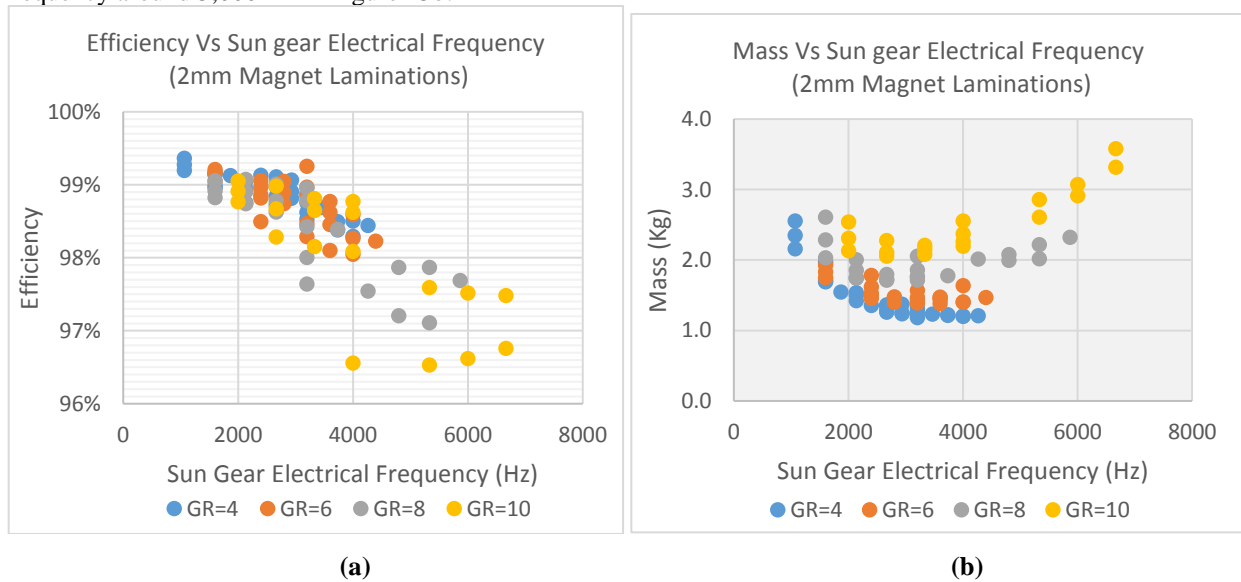 Efficiency Vs Sun gear Electrical Frequency
(2mm Magnet Laminations)
100%
99%
98%
97%
96%
Efficiency
0 2000 4000 6000 8000
Sun Gear Electrical Frequency (Hz)
GR=4 GR=6 GR=8 GR=10
(a)
Mass Vs Sun gear Electrical Frequency
(2mm Magnet Laminations)
4.0
3.0
2.0
1.0
0.0
Mass (Kg)
0 2000 4000 6000 8000
Sun Gear Electrical Frequency (Hz)
GR=4 GR=6 GR=8 GR=10
(b)